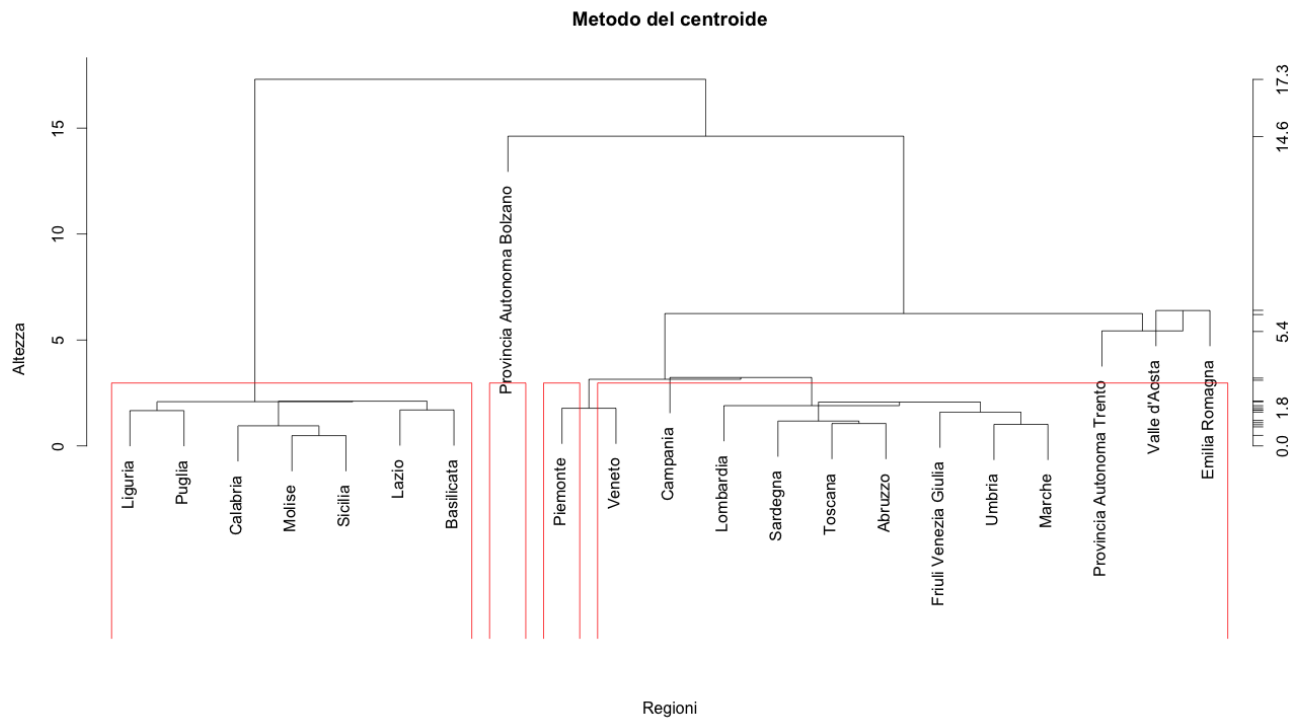 Metodo del centroide
Altezza
15
10
5
0
17.3
14.6
5.4
1.8
0.0
Liguria
Puglia
Calabria
Molise
Sicilia
Lazio
Basilicata
Provincia Autonoma Bolzano
Piemonte
Veneto
Campania
Lombardia
Sardegna
Toscana
Abruzzo
Friuli Venezia Giulia
Umbria
Marche
Provincia Autonoma Trento
Valle d'Aosta
Emilia Romagna
Regioni